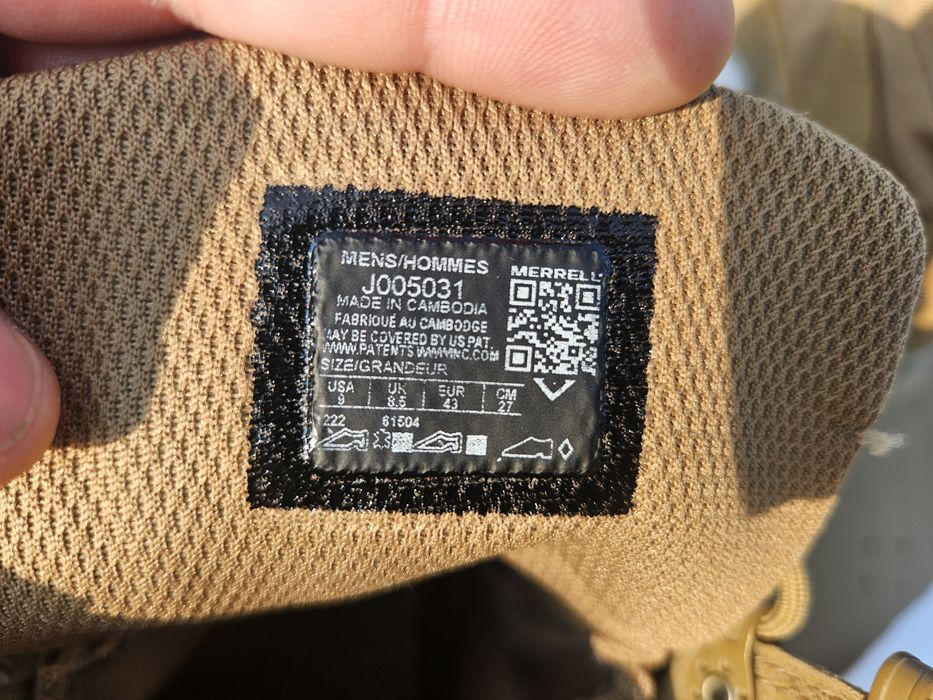 MENS/HOMMES
J005031
MADE IN CAMBODIA
FABRIQUÉ AU CAMBODGE
MAY BE COVERED BY US PAT.
WWW.PATENTS.WWWINC.COM
SIZE/GRANDEUR
USA UK EUR CM
9 8.5 43 27
222 61504
MERRELL